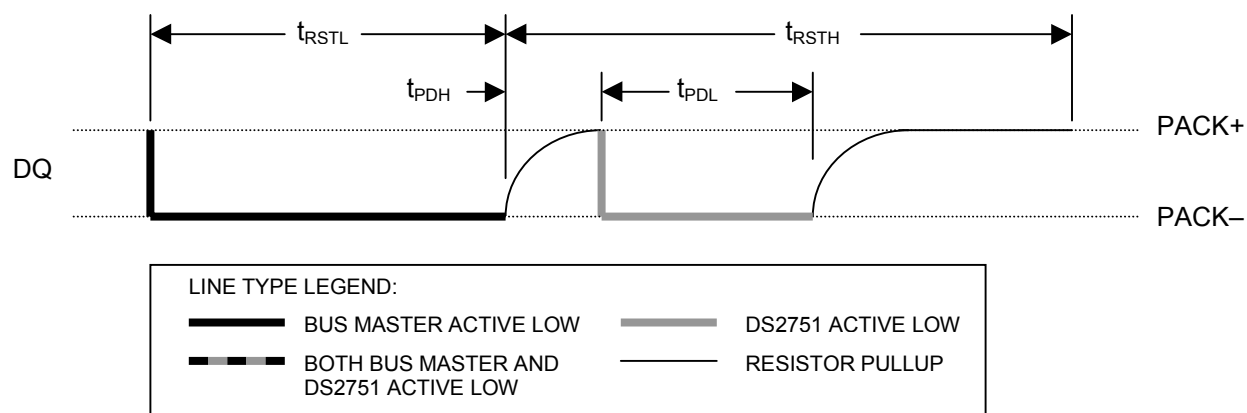 tRSTL
tRSTH
tPDH
tPDL
PACK+
DQ
PACK–
LINE TYPE LEGEND:
BUS MASTER ACTIVE LOW
DS2751 ACTIVE LOW
BOTH BUS MASTER AND
DS2751 ACTIVE LOW
RESISTOR PULLUP